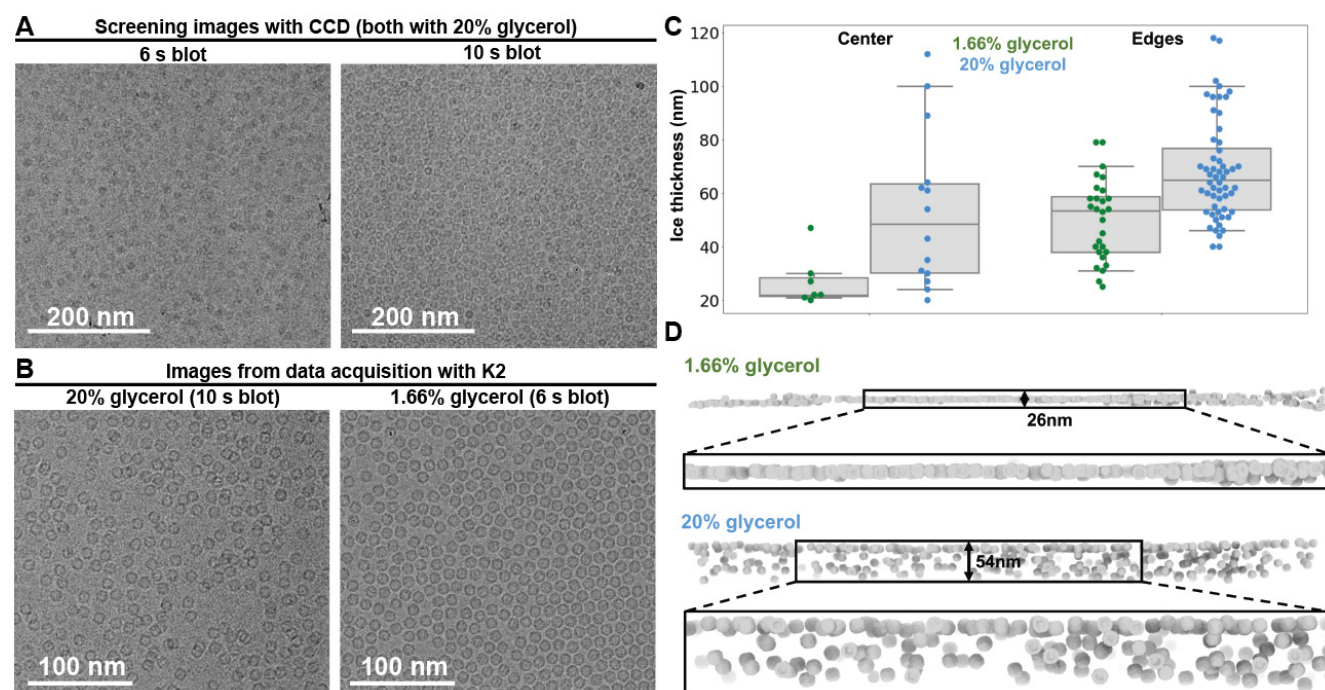 A
Screening images with CCD (both with 20% glycerol)
6 s blot
10 s blot
200 nm
200 nm
B
Images from data acquisition with K2
20% glycerol (10 s blot)
1.66% glycerol (6 s blot)
100 nm
100 nm
C
Center
1.66% glycerol
20% glycerol
Edges
Ice thickness (nm)
120
100
80
60
40
20
D
1.66% glycerol
26nm
20% glycerol
54nm